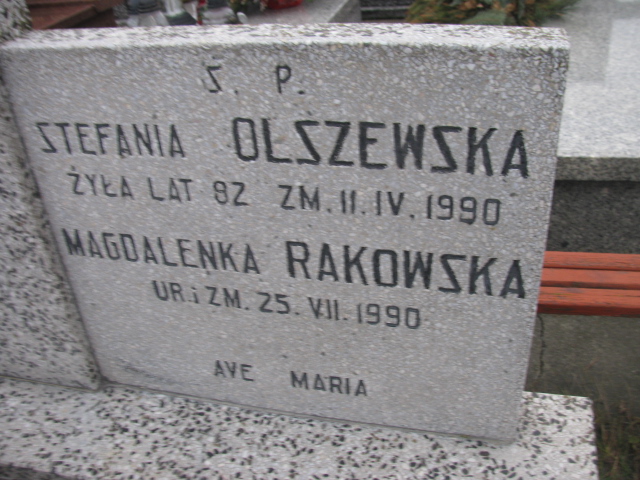 Ś. P.
STEFANIA OLSZEWSKA
ŻYŁA LAT 82 ZM. 11. IV. 1990
MAGDALENKA RAKOWSKA
UR. i ZM. 25. VII. 1990
AVE MARIA